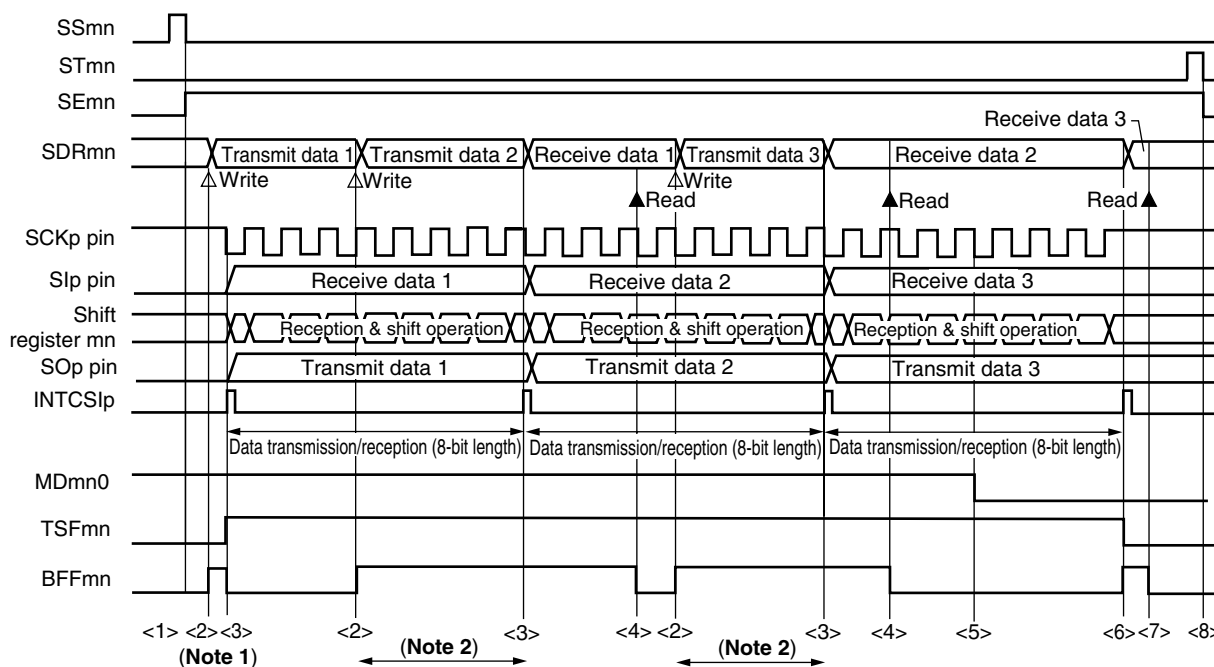 SSmn
STmn
SEmn
Receive data 3
SDRmn
Transmit data 1
Transmit data 2
Receive data 1
Transmit data 3
Receive data 2
Write
Write
Write
Read
Read
Read
SCKp pin
SIp pin
Receive data 1
Receive data 2
Receive data 3
Shift
register mn
Reception & shift operation
Reception & shift operation
Reception & shift operation
SOp pin
Transmit data 1
Transmit data 2
Transmit data 3
INTCSIp
Data transmission/reception (8-bit length)
Data transmission/reception (8-bit length)
Data transmission/reception (8-bit length)
MDmn0
TSFmn
BFFmn
<1> <2> <3> <2> <3> <4> <2> <3> <4> <5> <6> <7> <8>
(Note 1)
(Note 2)
(Note 2)